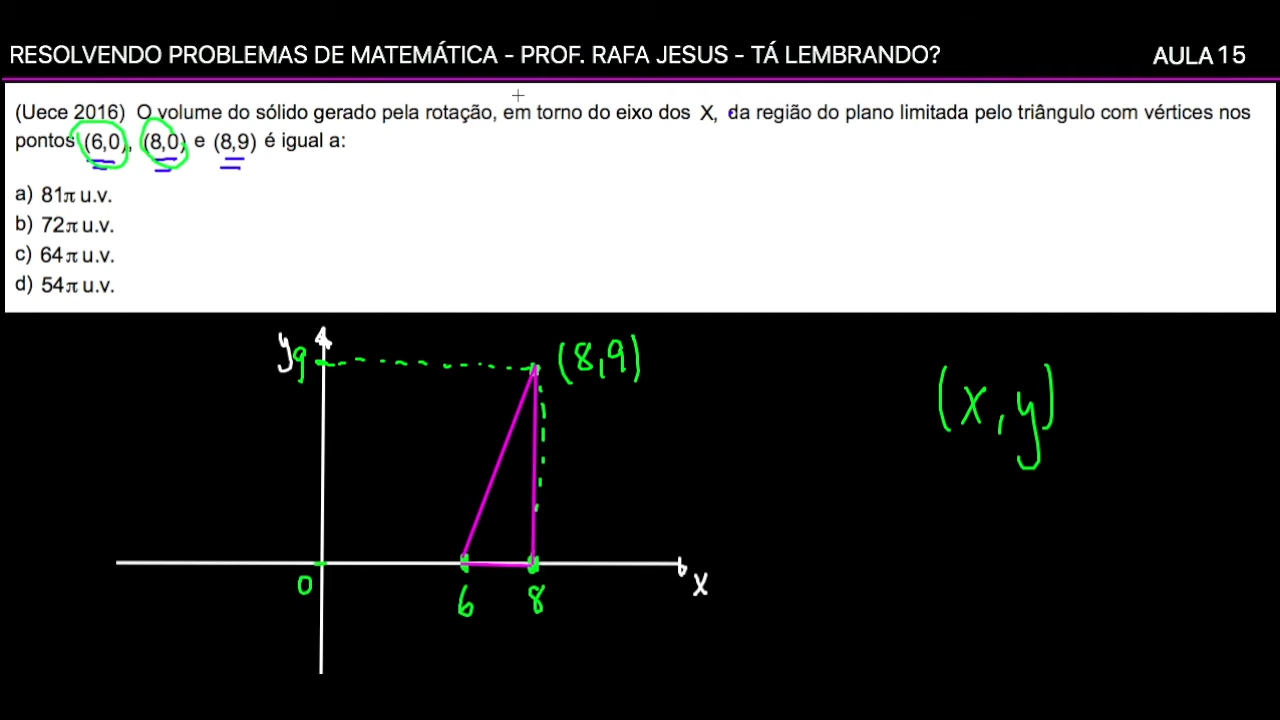 RESOLVENDO PROBLEMAS DE MATEMÁTICA - PROF. RAFA JESUS - TÁ LEMBRANDO?
AULA 15
(Uece 2016) O volume do sólido gerado pela rotação, em torno do eixo dos X, da região do plano limitada pelo triângulo com vértices nos
pontos (6,0), (8,0) e (8,9) é igual a:
a) 81π u.v.
b) 72π u.v.
c) 64π u.v.
d) 54π u.v.
y
9
(8,9)
(x,y)
0
6
8
x